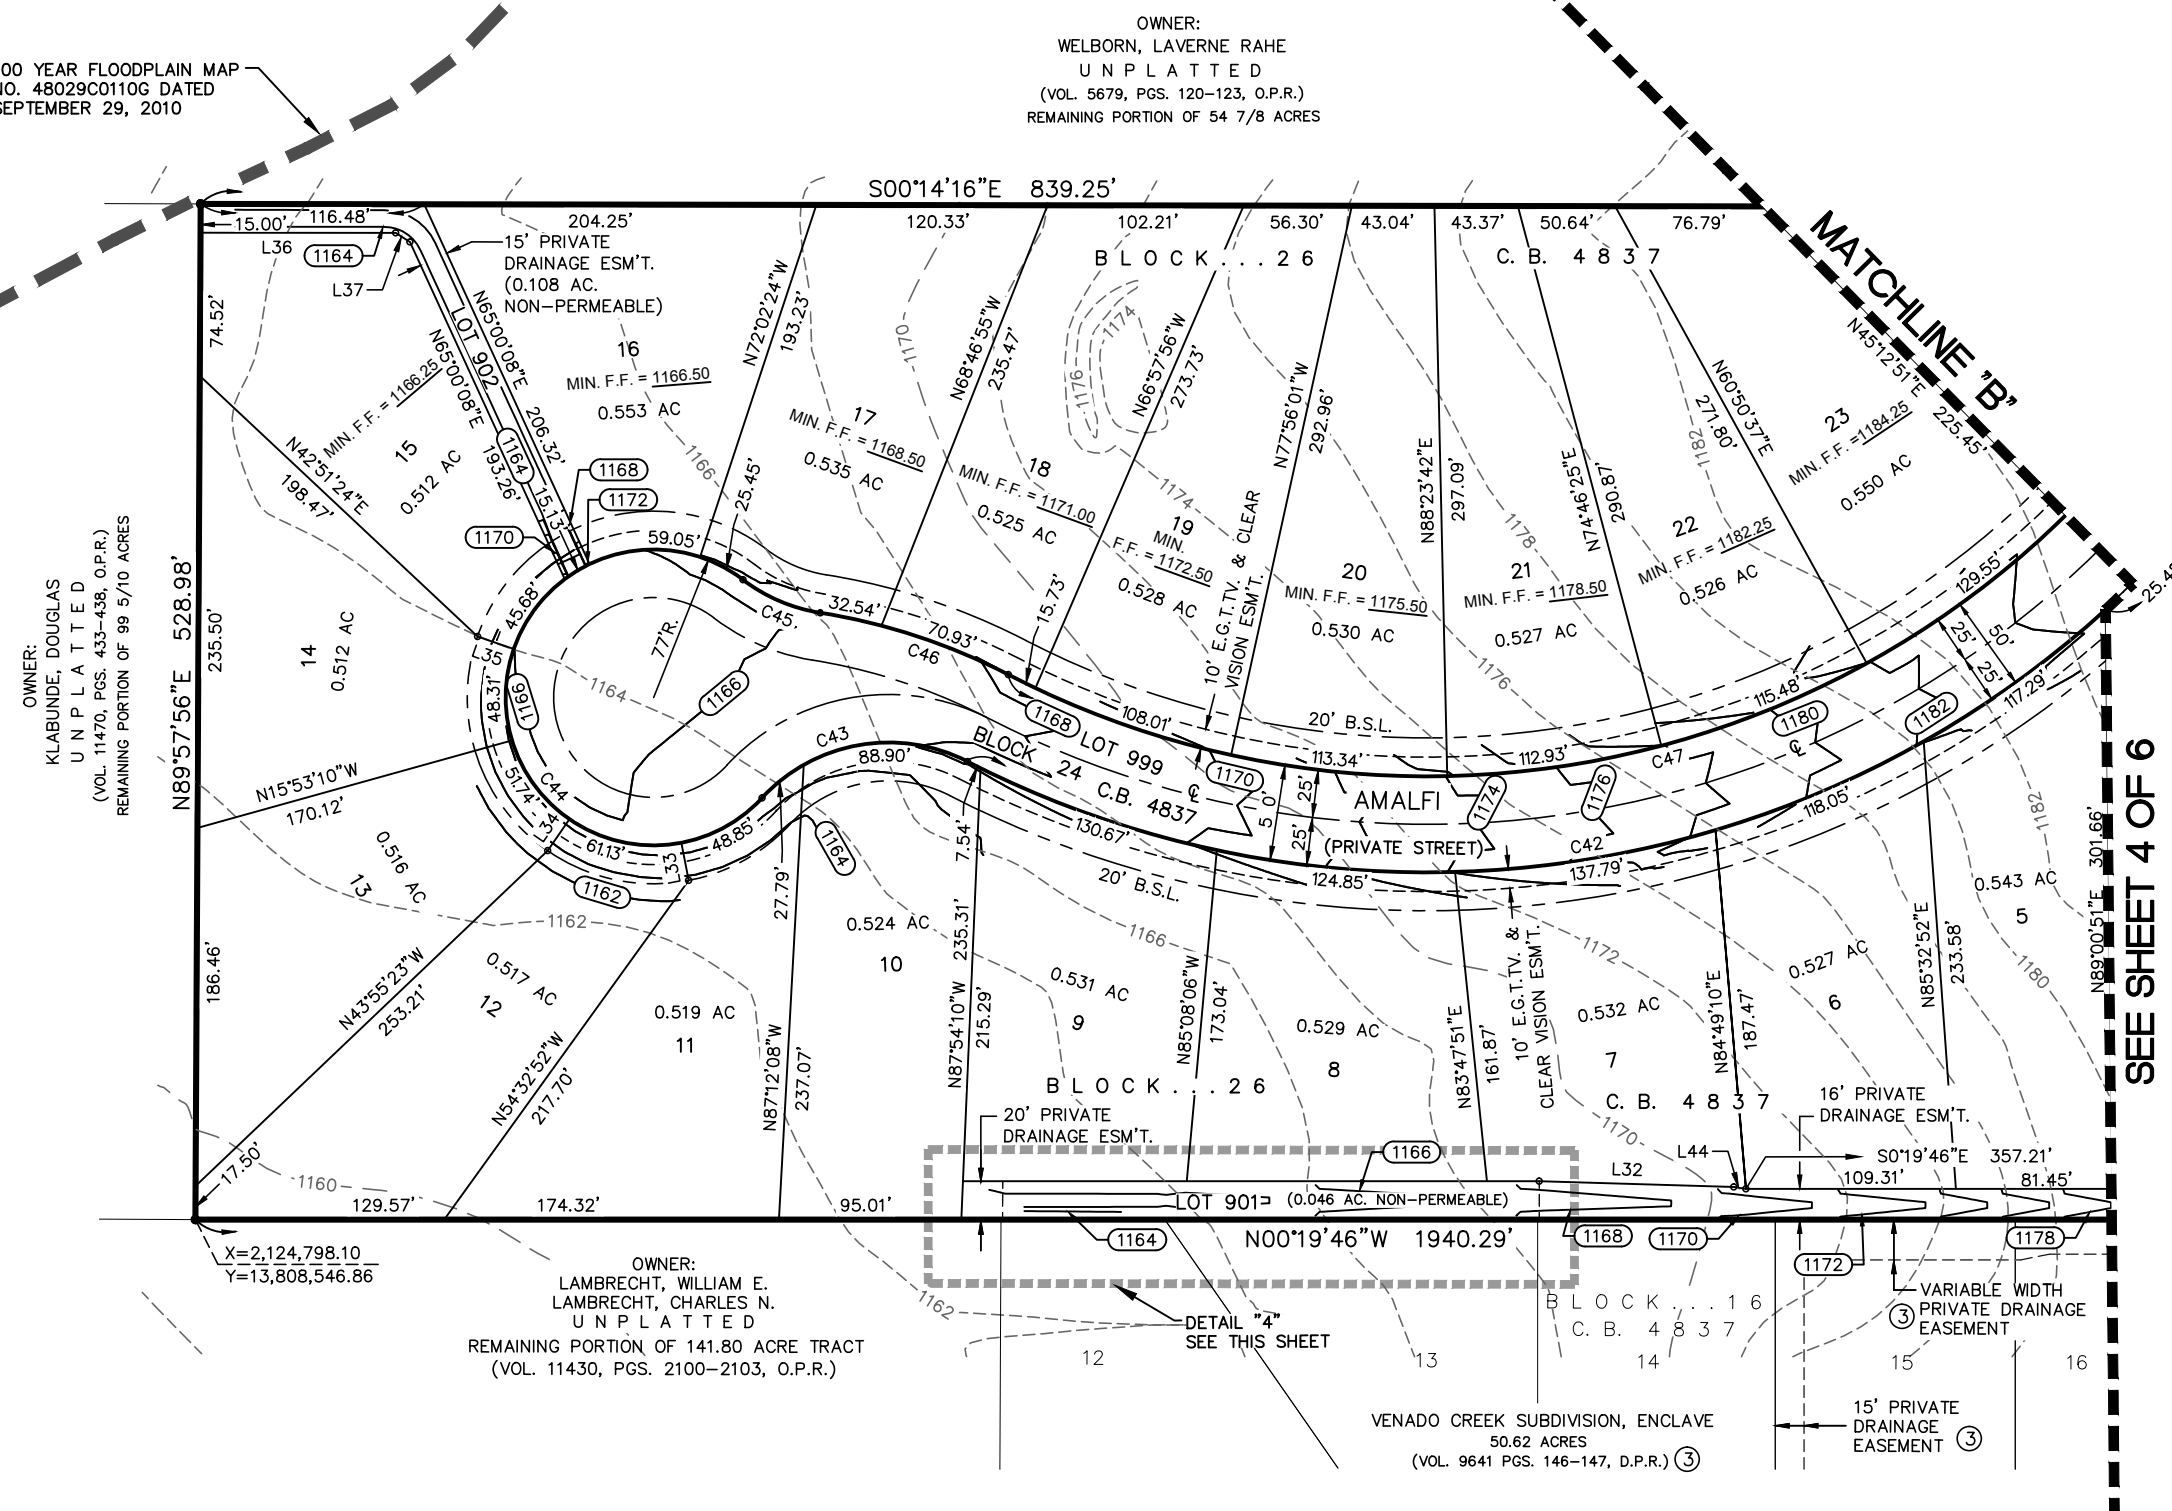 OWNER:
WELBORN, LAVERNE RAHE
U N P L A T T E D
(VOL. 5679, PGS. 120-123, O.P.R.)
REMAINING PORTION OF 54 7/8 ACRES
00 YEAR FLOODPLAIN MAP
NO. 48029C0110G DATED
SEPTEMBER 29, 2010
S00°14'16"E 839.25'
116.48'
15.00'
204.25'
120.33'
102.21'
56.30'
43.04'
43.37'
50.64'
76.79'
L36
1164
L37
15' PRIVATE
DRAINAGE ESM'T.
(0.108 AC.
NON-PERMEABLE)
B L O C K . . . 2 6
C. B. 4 8 3 7
MATCHLINE "B"
N45°12'51"E
225.45'
74.52'
LOT 902
N65°00'08"E 206.32'
N65°00'08"E 193.26'
1164
15.13'
1168
1172
1170
N42°51'24"E
198.47'
MIN. F.F. = 1166.25
15
0.512 AC
16
MIN. F.F. = 1166.50
0.553 AC
N72°02'24"W
193.23'
25.45'
17
MIN. F.F. = 1168.50
0.535 AC
N68°46'55"W
235.47'
1170
18
MIN. F.F. = 1171.00
0.525 AC
1174
1176
N66°57'56"W
273.73'
15.73'
1174
19
MIN.
F.F. = 1172.50
0.528 AC
N77°56'01"W
292.96'
10' E.G.T.TV. & CLEAR
VISION ESM'T.
20
MIN. F.F. = 1175.50
0.530 AC
N88°23'42"E
297.09'
21
MIN. F.F. = 1178.50
0.527 AC
1178
1176
N74°46'25"E
290.87'
22
MIN. F.F. = 1182.25
0.526 AC
1182
N60°50'37"E
271.80'
23
MIN. F.F. = 1184.25
0.550 AC
1166
OWNER:
KLABUNDE, DOUGLAS
U N P L A T T E D
(VOL. 11470, PGS. 433-438, O.P.R.)
REMAINING PORTION OF 99 5/10 ACRES
N89°57'56"E 528.98'
235.50'
14
0.512 AC
L35
45.68'
59.05'
48.31'
1166
51.74'
C44
L34
61.13'
L33
48.85'
1162
1164
77'R.
C45
32.54'
70.93'
C46
1166
1164
C43
88.90'
27.79'
7.54'
1168
108.01'
BLOCK 24
LOT 999
C.B. 4837
1170
130.67'
20' B.S.L.
20' B.S.L.
113.34'
112.93'
115.48'
129.55'
C47
1180
1182
50'
25'
25'
50'
25'
25'
AMALFI
(PRIVATE STREET)
1174
1176
C42
124.85'
137.79'
118.05'
117.29'
N15°53'10"W
170.12'
0.516 AC
13
1162
186.46'
N43°55'23"W
253.21'
0.517 AC
12
N54°32'52"W
217.70'
0.519 AC
11
N87°12'08"W
237.07'
0.524 AC
10
235.31'
N87°54'10"W
215.29'
1166
0.531 AC
9
N85°08'06"W
173.04'
0.529 AC
8
N83°47'51"E
161.87'
10' E.G.T.TV. &
CLEAR VISION ESM'T.
1172
0.532 AC
7
N84°49'10"E
187.47'
0.527 AC
6
N85°32'52"E
233.58'
0.543 AC
5
1182
1180
N89°00'51"E 301.66'
SEE SHEET 4 OF 6
B L O C K . . . 2 6
C. B. 4 8 3 7
20' PRIVATE
DRAINAGE ESM'T.
16' PRIVATE
DRAINAGE ESM'T.
1166
1170
L44
L32
S0°19'46"E 357.21'
109.31'
81.45'
17.50'
1160
129.57'
174.32'
95.01'
LOT 901
(0.046 AC. NON-PERMEABLE)
1164
N00°19'46"W 1940.29'
1168
1170
1172
1178
X=2,124,798.10
Y=13,808,546.86
OWNER:
LAMBRECHT, WILLIAM E.
LAMBRECHT, CHARLES N.
U N P L A T T E D
REMAINING PORTION OF 141.80 ACRE TRACT
(VOL. 11430, PGS. 2100-2103, O.P.R.)
1162
DETAIL "4"
SEE THIS SHEET
B L O C K . . . 1 6
C. B. 4 8 3 7
VARIABLE WIDTH
PRIVATE DRAINAGE
EASEMENT
3
12
13
14
15
16
VENADO CREEK SUBDIVISION, ENCLAVE
50.62 ACRES
(VOL. 9641 PGS. 146-147, D.P.R.) 3
15' PRIVATE
DRAINAGE
EASEMENT 3